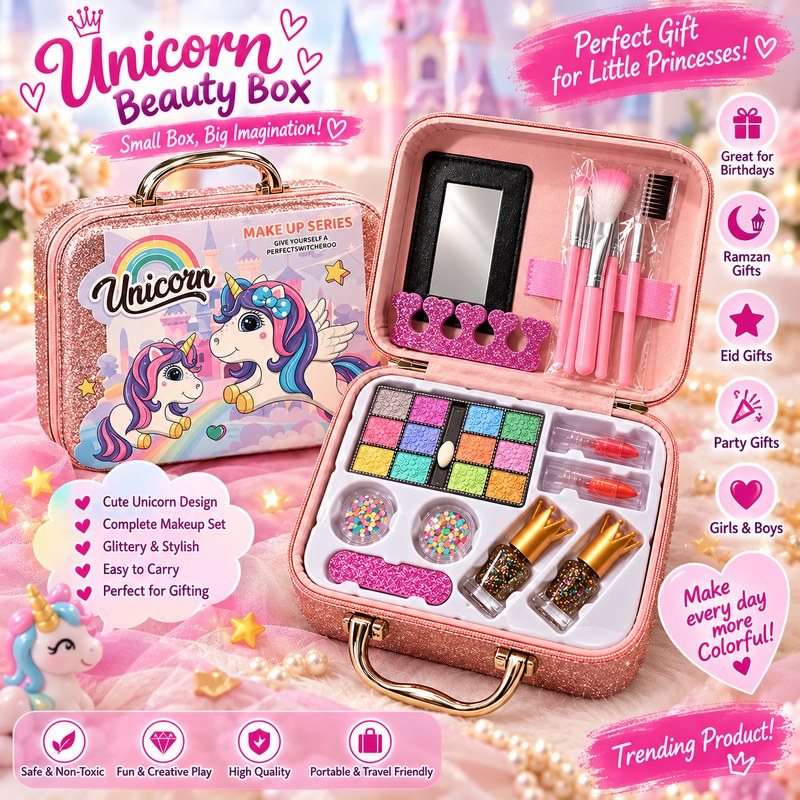 Unicorn
Beauty Box
Small Box, Big Imagination!
Perfect Gift
for Little Princesses!
Great for
Birthdays
Ramzan
Gifts
Eid Gifts
Party Gifts
Girls & Boys
MAKE UP SERIES
GIVE YOURSELF A
PERFECTSWITCHEROO
Unicorn
Cute Unicorn Design
Complete Makeup Set
Glittery & Stylish
Easy to Carry
Perfect for Gifting
Make
every day
more
Colorful!
Trending Product!
Safe & Non-Toxic
Fun & Creative Play
High Quality
Portable & Travel Friendly